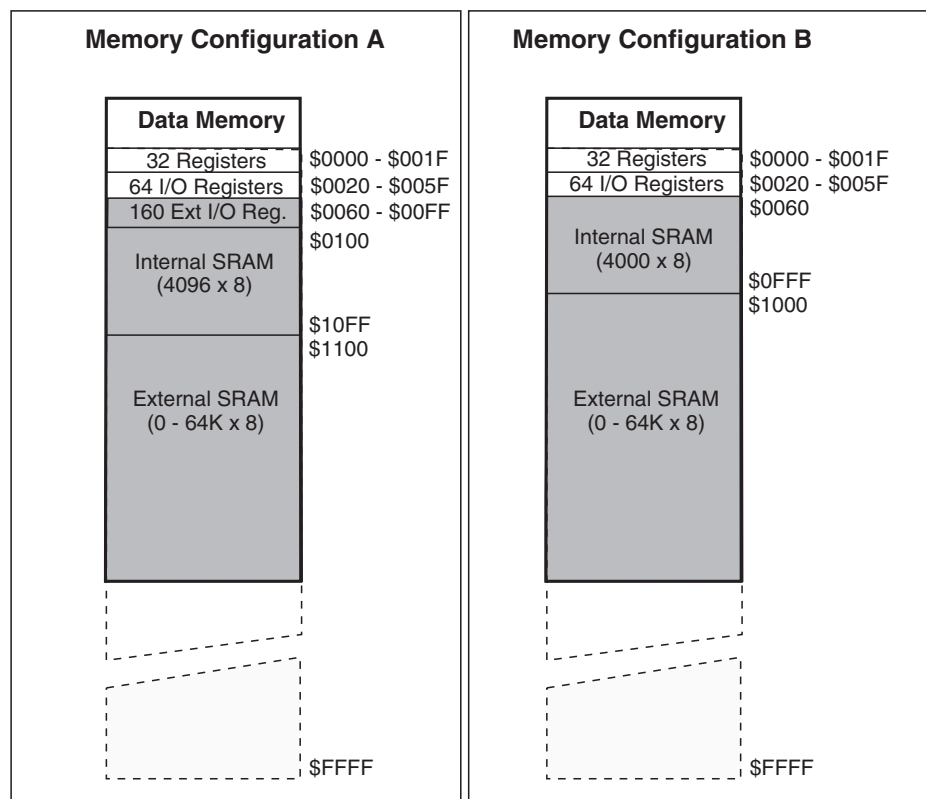 Memory Configuration A
Data Memory
32 Registers
$0000 - $001F
64 I/O Registers
$0020 - $005F
160 Ext I/O Reg.
$0060 - $00FF
$0100
Internal SRAM
(4096 x 8)
$10FF
$1100
External SRAM
(0 - 64K x 8)
$FFFF
Memory Configuration B
Data Memory
32 Registers
$0000 - $001F
64 I/O Registers
$0020 - $005F
$0060
Internal SRAM
(4000 x 8)
$0FFF
$1000
External SRAM
(0 - 64K x 8)
$FFFF